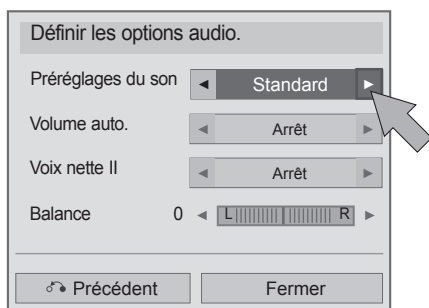 Définir les options audio.
Préréglages du son ◄ Standard ►
Volume auto. ◄ Arrêt ►
Voix nette II ◄ Arrêt ►
Balance 0 ◄ L R ►
Précédent Fermer